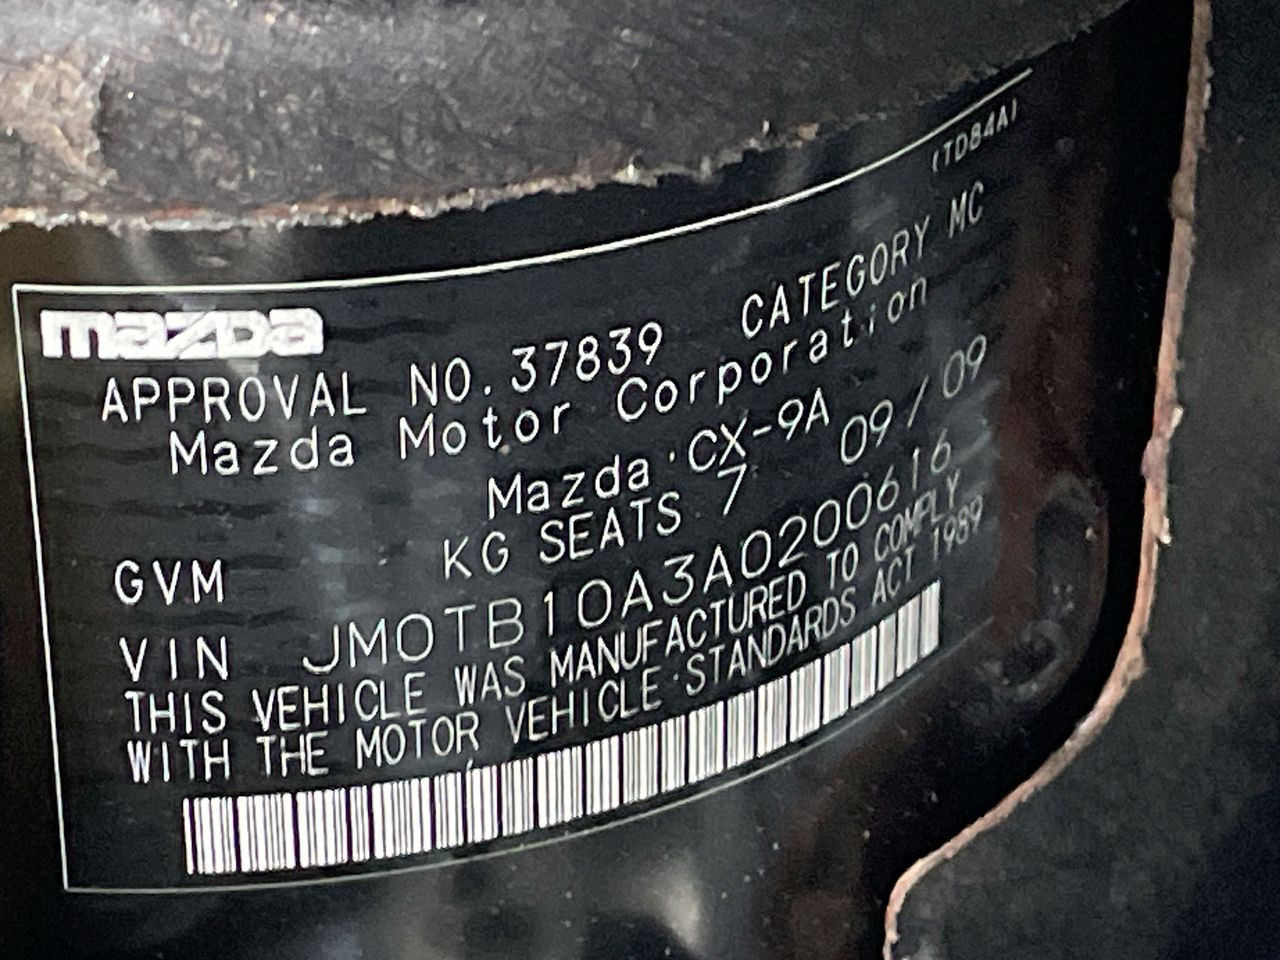 (TD84A)
mazda
APPROVAL NO. 37839 CATEGORY MC
Mazda Motor Corporation
Mazda CX-9A 09/09
GVM KG SEATS 7
VIN JM0TB10A3A0200616
THIS VEHICLE WAS MANUFACTURED TO COMPLY
WITH THE MOTOR VEHICLE STANDARDS ACT 1989